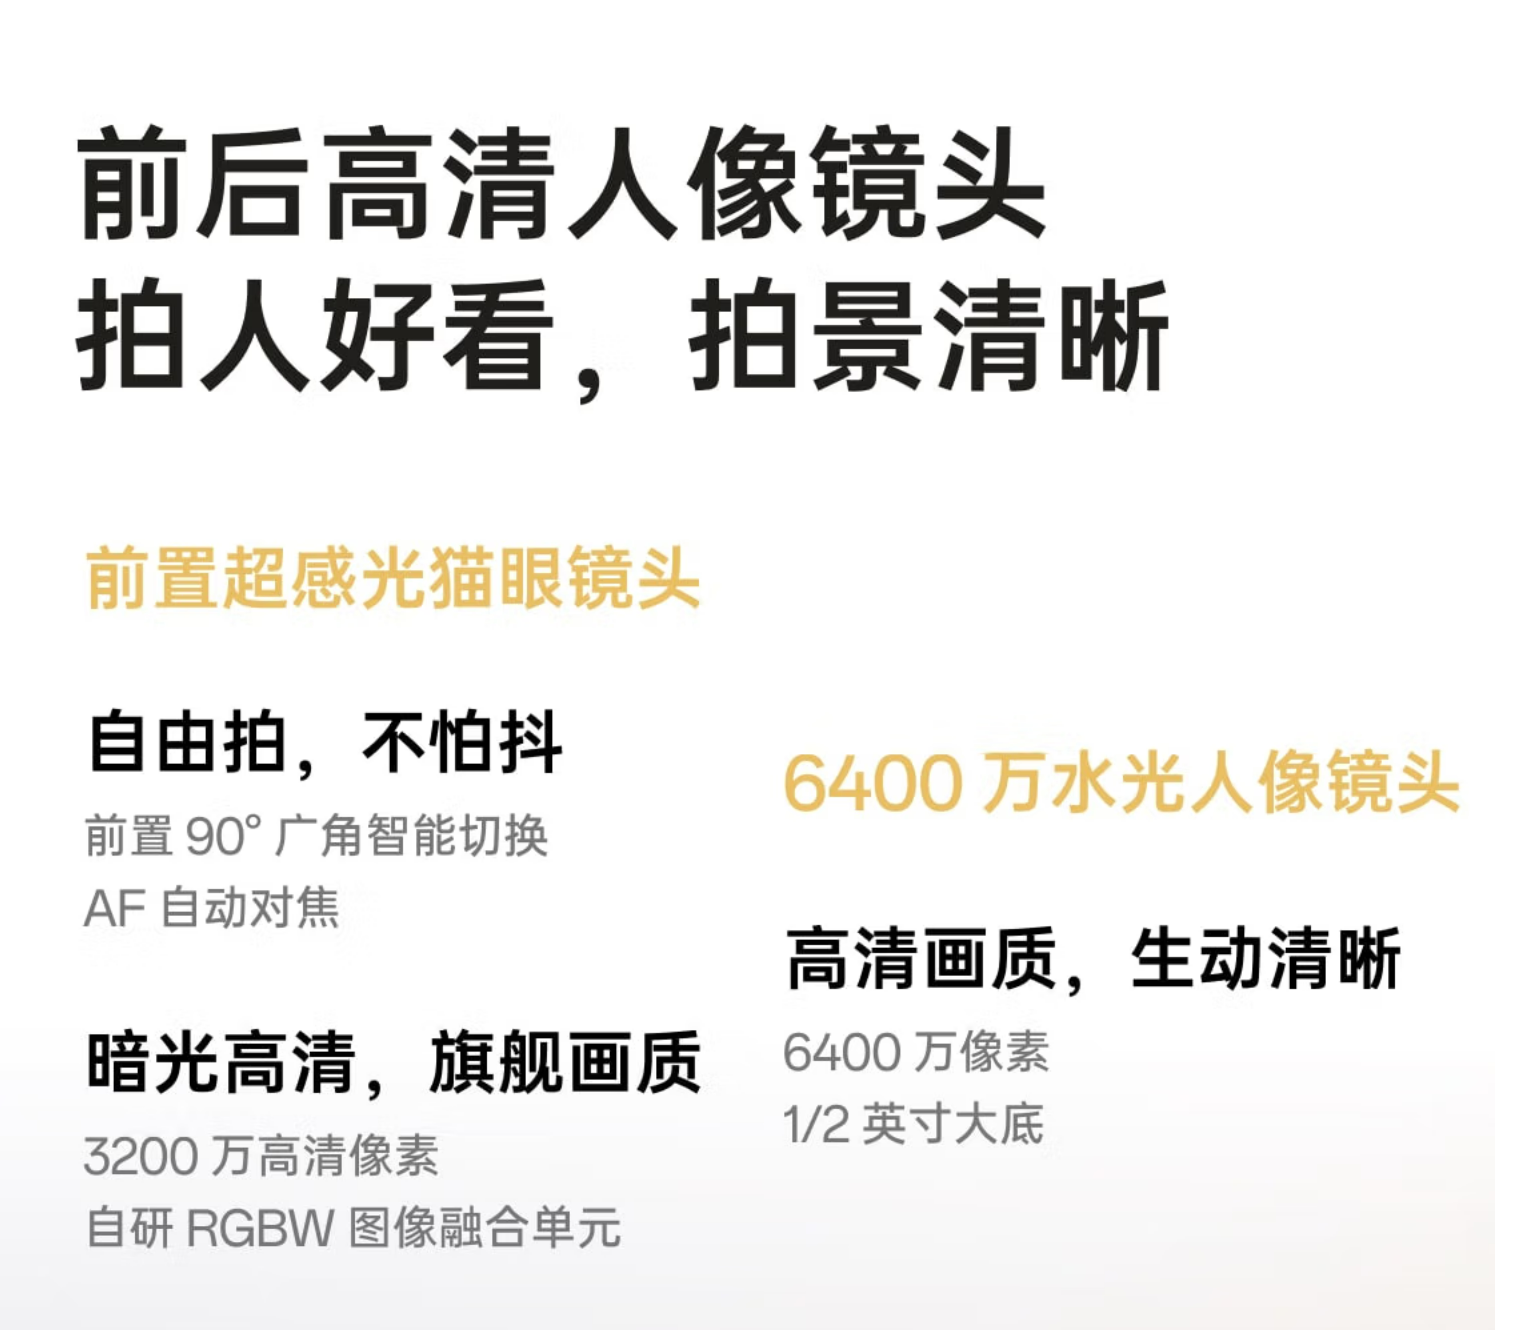 前后高清人像镜头
拍人好看，拍景清晰
前置超感光猫眼镜头
自由拍，不怕抖
前置 90° 广角智能切换
AF 自动对焦
暗光高清，旗舰画质
3200 万高清像素
自研 RGBW 图像融合单元
6400 万水光人像镜头
高清画质，生动清晰
6400 万像素
1/2 英寸大底